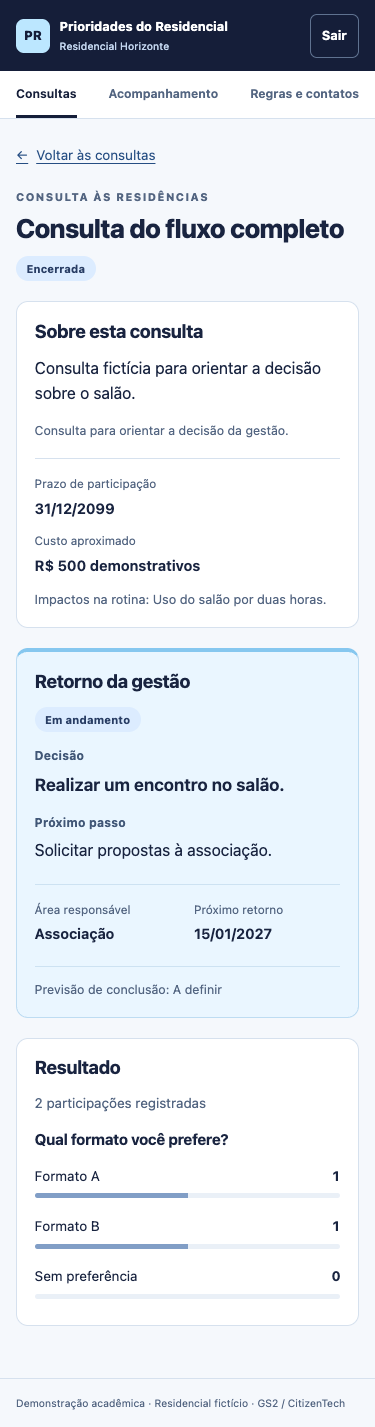 PR
Prioridades do Residencial
Residencial Horizonte
Sair
Consultas
Acompanhamento
Regras e contatos
← Voltar às consultas
CONSULTA ÀS RESIDÊNCIAS
Consulta do fluxo completo
Encerrada
Sobre esta consulta
Consulta fictícia para orientar a decisão
sobre o salão.
Consulta para orientar a decisão da gestão.
Prazo de participação
31/12/2099
Custo aproximado
R$ 500 demonstrativos
Impactos na rotina: Uso do salão por duas horas.
Retorno da gestão
Em andamento
Decisão
Realizar um encontro no salão.
Próximo passo
Solicitar propostas à associação.
Área responsável
Associação
Próximo retorno
15/01/2027
Previsão de conclusão: A definir
Resultado
2 participações registradas
Qual formato você prefere?
Formato A 1
Formato B 1
Sem preferência 0
Demonstração acadêmica · Residencial fictício · GS2 / CitizenTech